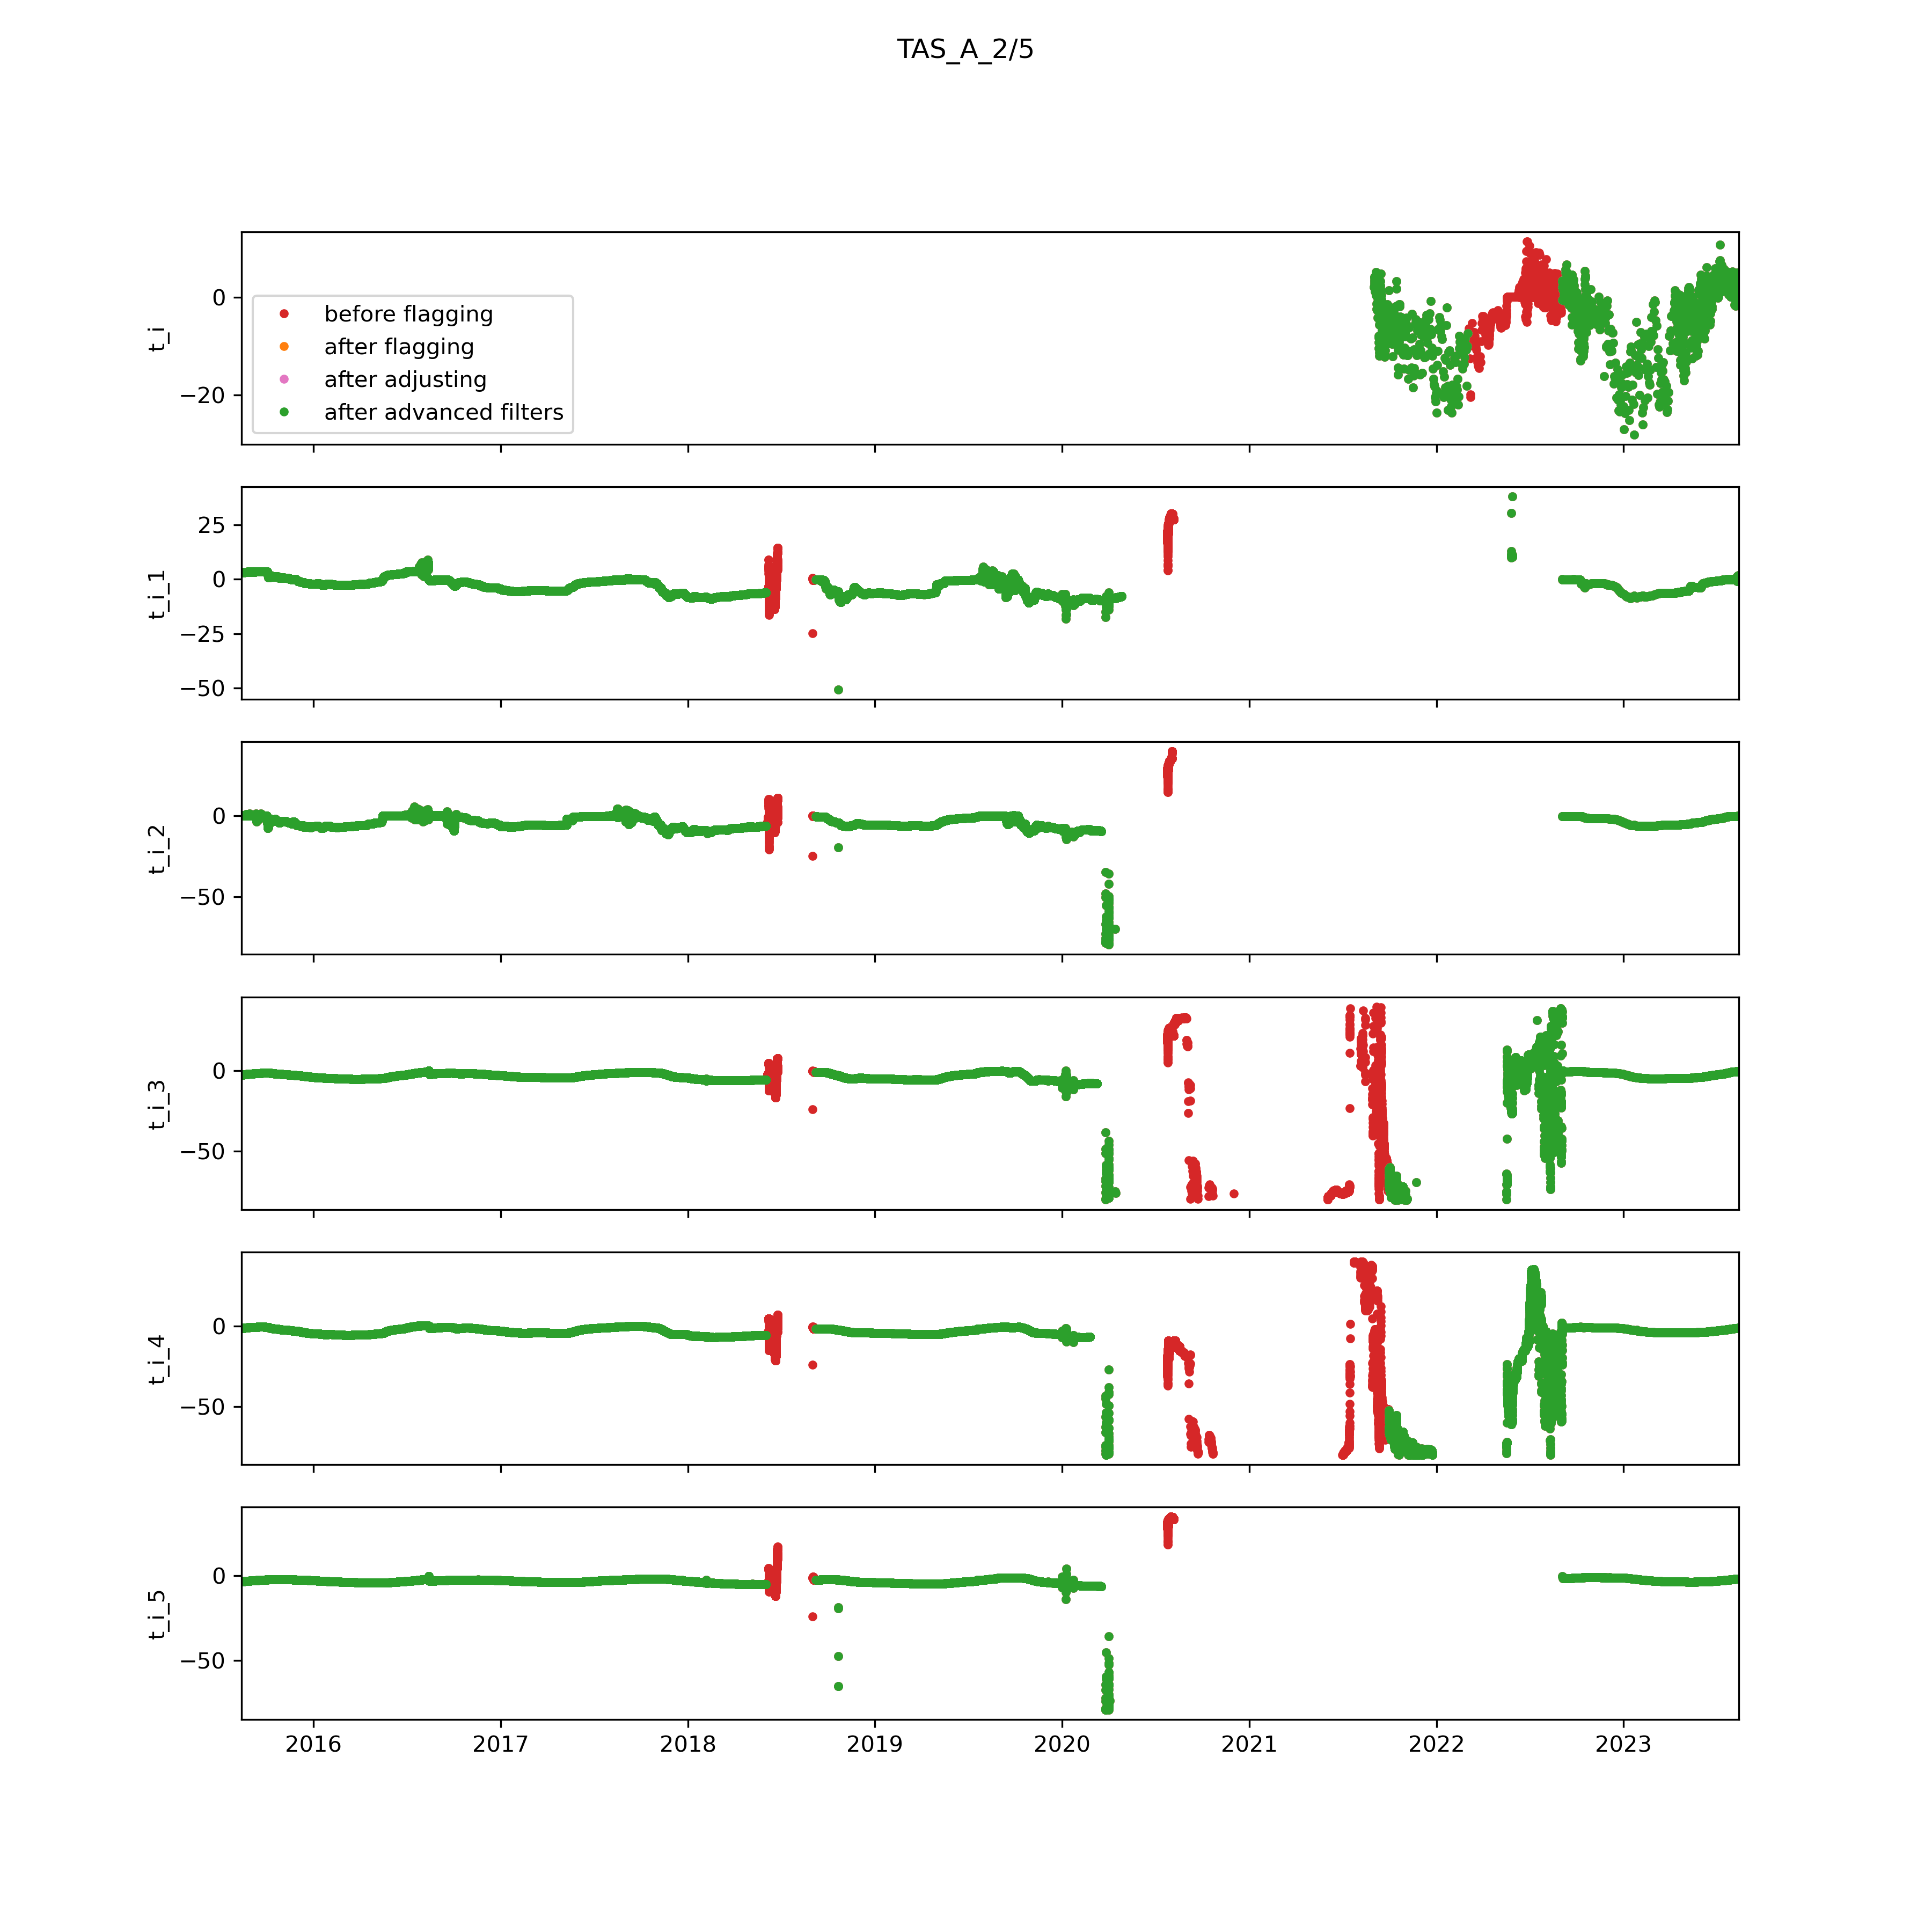 TAS_A_2/5
t_i
0
−20
before flagging
after flagging
after adjusting
after advanced filters
t_i_1
25
0
−25
−50
t_i_2
0
−50
t_i_3
0
−50
t_i_4
0
−50
t_i_5
0
−50
2016 2017 2018 2019 2020 2021 2022 2023